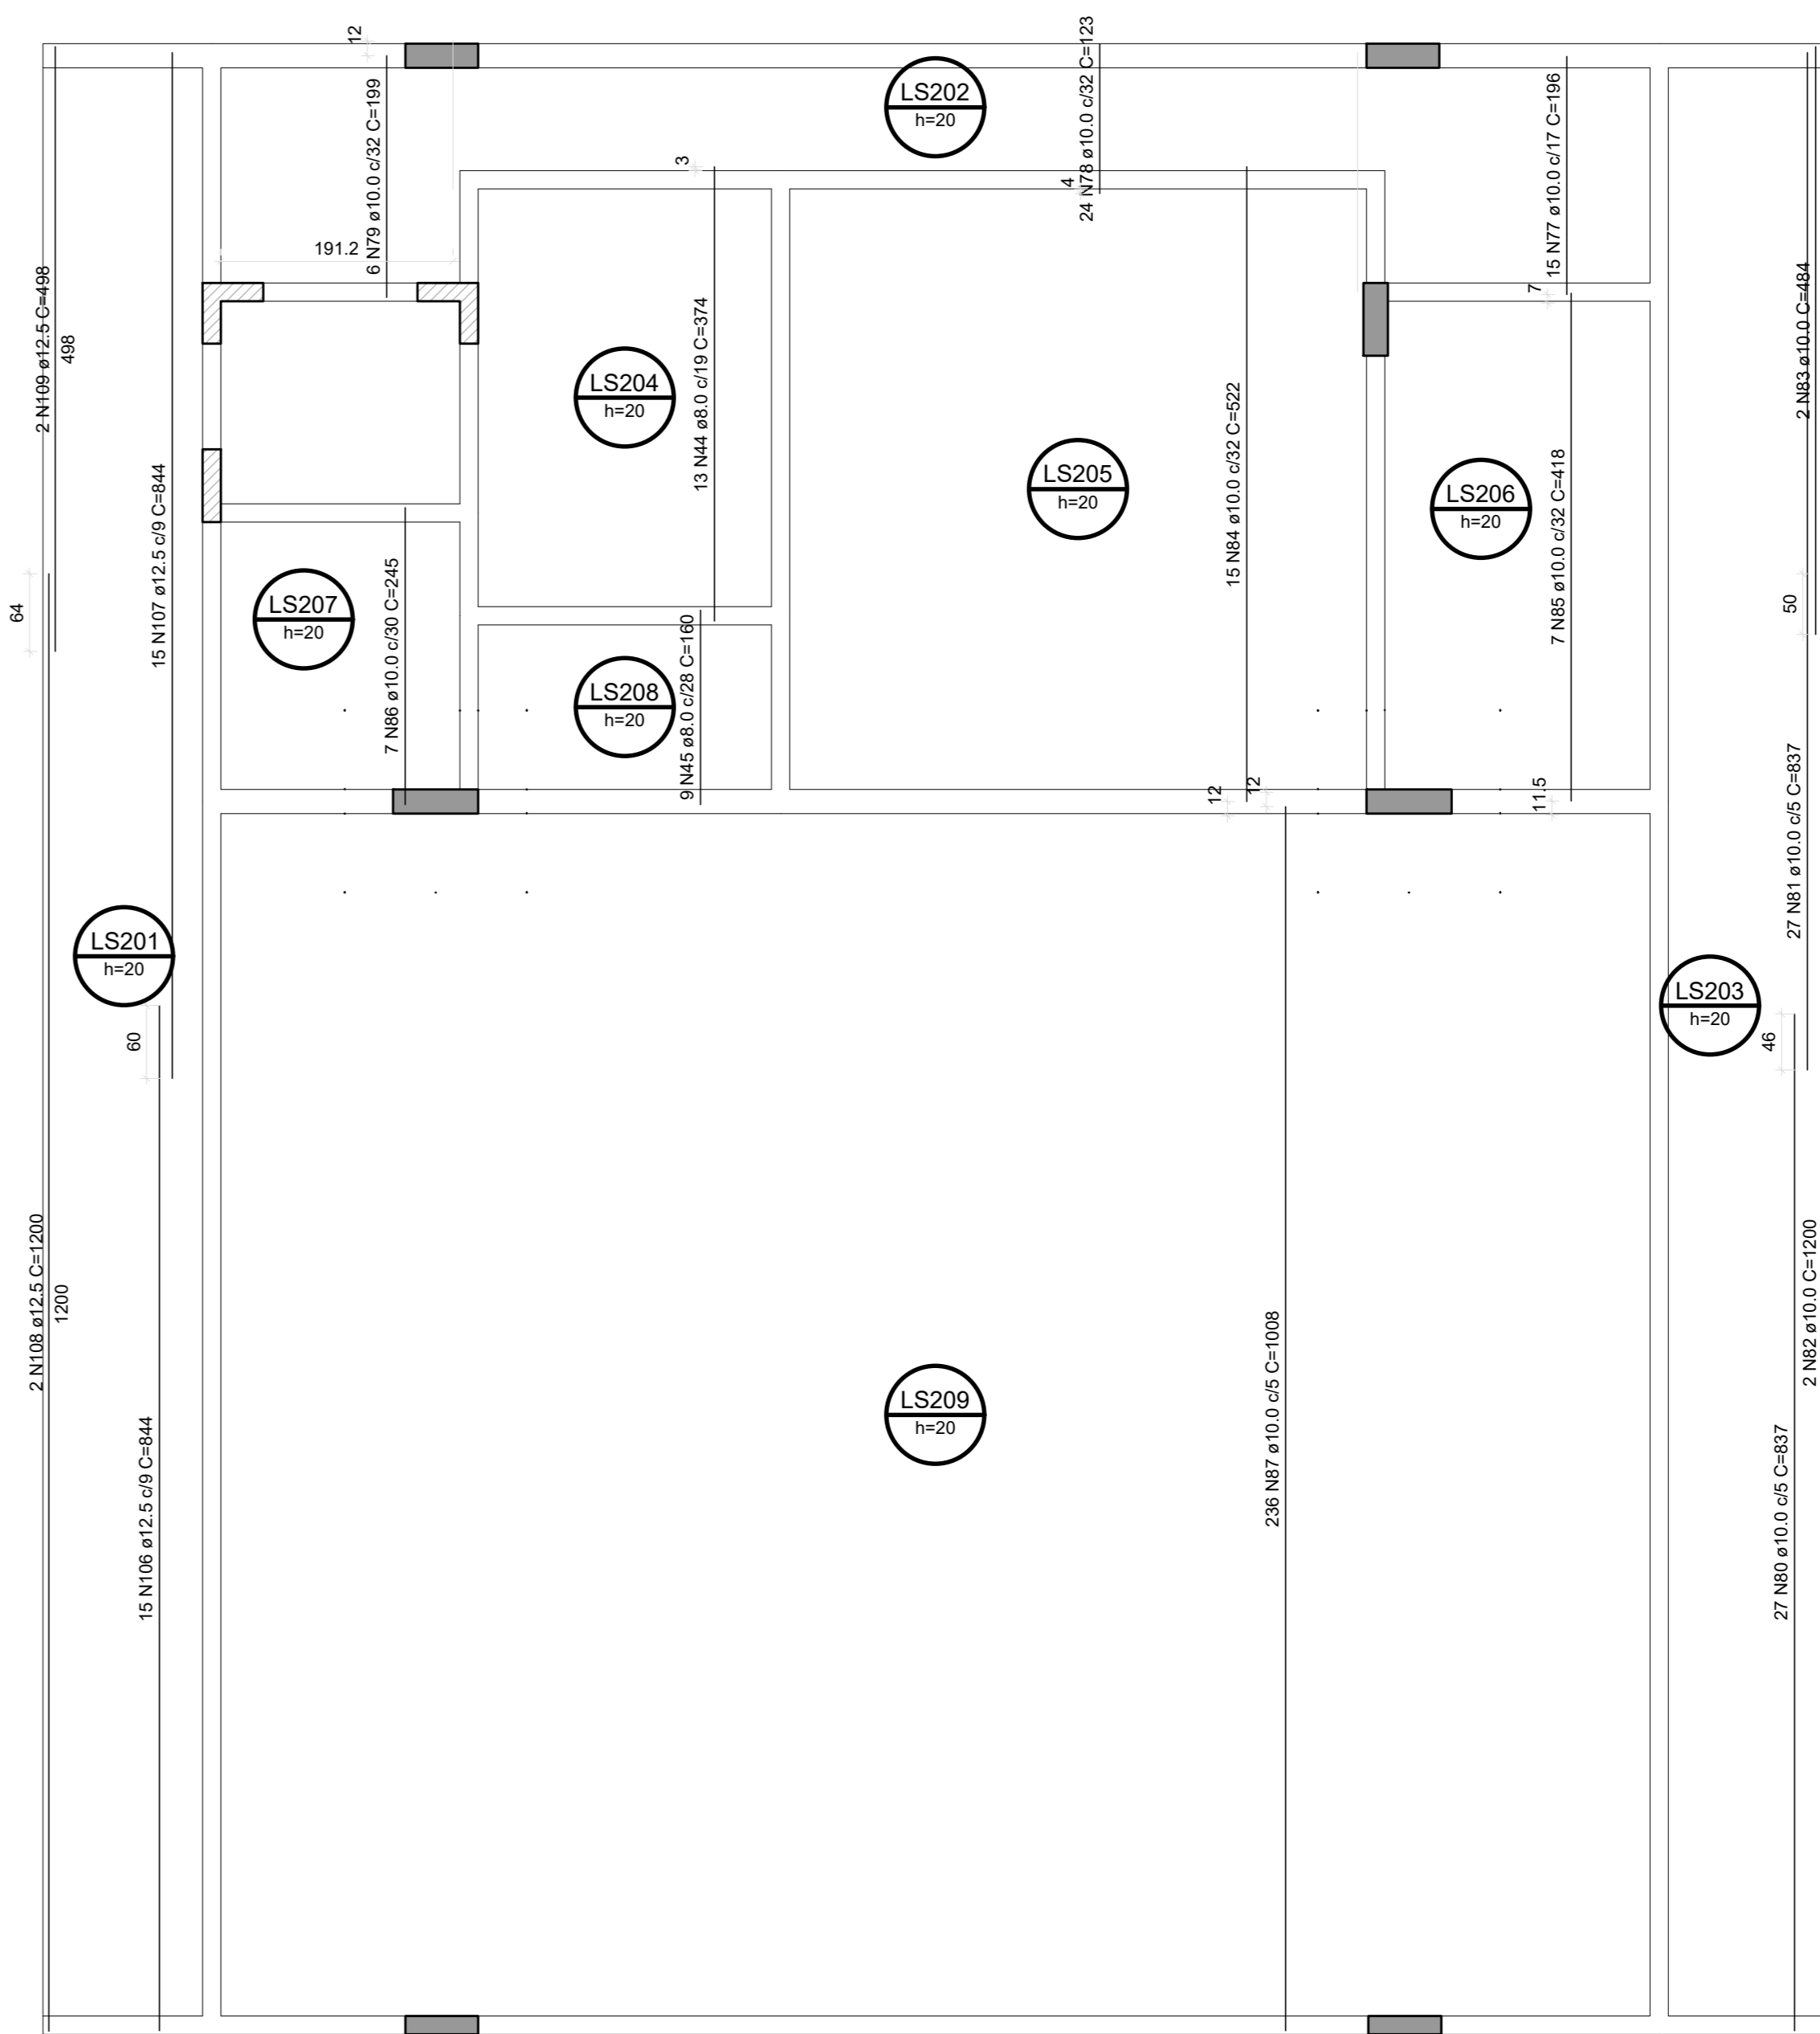 12
24 N78 ø10.0 c/32 C=123
LS202
h=20
6 N79 ø10.0 c/32 C=199
15 N77 ø10.0 c/17 C=196
3
4
191.2
7
2 N109 ø12.5 C=498
498
2 N83 ø10.0 C=484
13 N44 ø8.0 c/19 C=374
LS204
h=20
15 N84 ø10.0 c/32 C=522
LS205
h=20
LS206
h=20
7 N85 ø10.0 c/32 C=418
15 N107 ø12.5 c/9 C=844
64
LS207
h=20
7 N86 ø10.0 c/30 C=245
50
LS208
h=20
9 N45 ø8.0 c/28 C=160
12
12
11.5
27 N81 ø10.0 c/5 C=837
LS201
h=20
LS203
h=20
60
46
2 N108 ø12.5 C=1200
1200
2 N82 ø10.0 C=1200
LS209
h=20
236 N87 ø10.0 c/5 C=1008
15 N106 ø12.5 c/9 C=844
27 N80 ø10.0 c/5 C=837